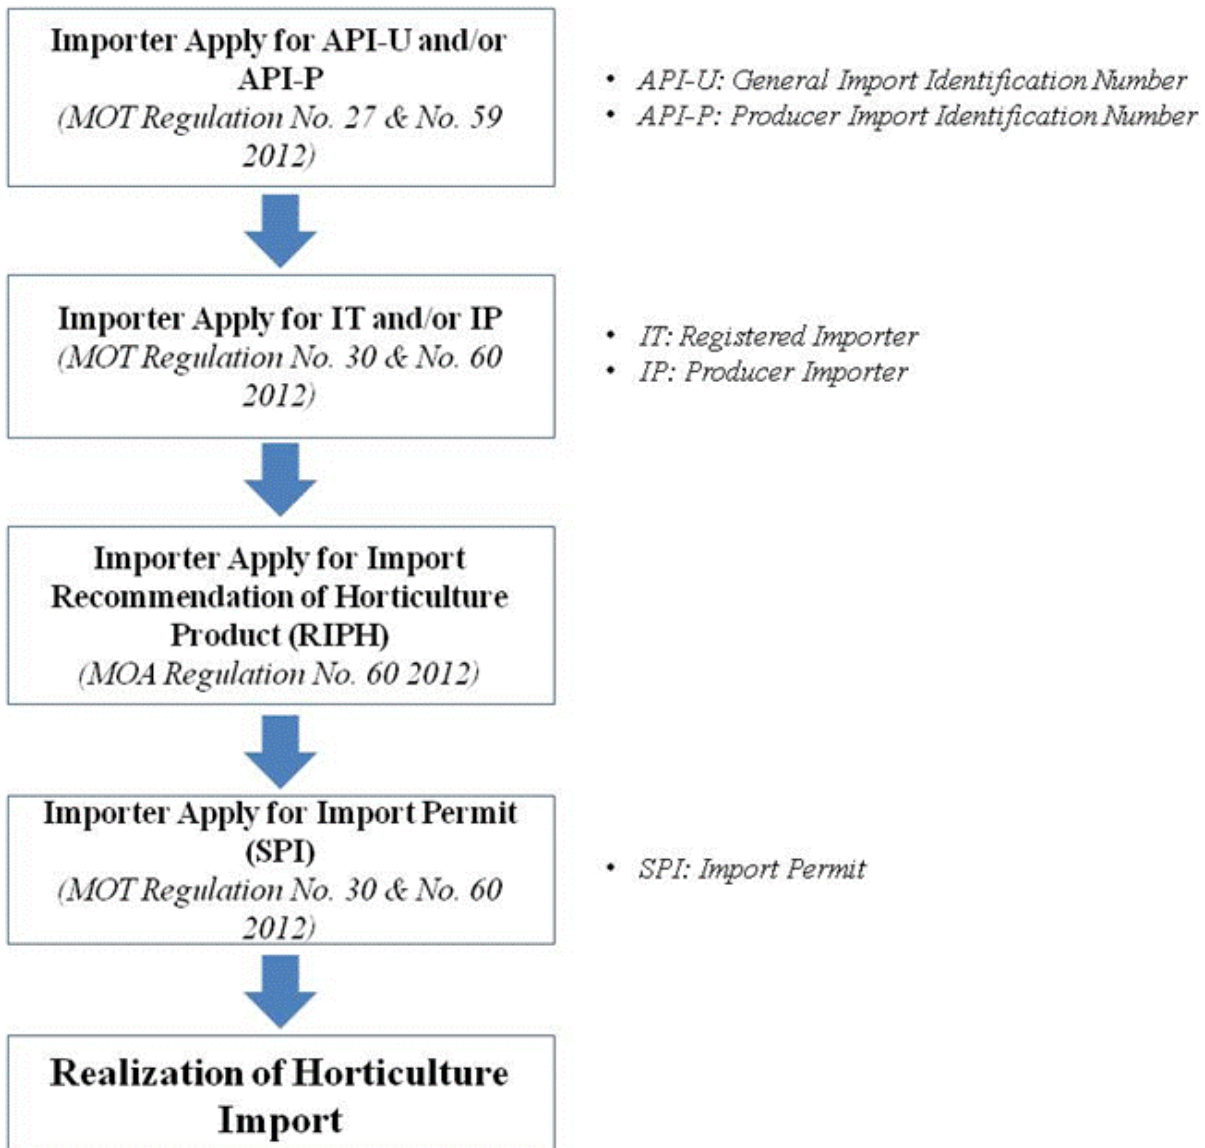 Importer Apply for API-U and/or
API-P
(MOT Regulation No. 27 & No. 59
2012)
• API-U: General Import Identification Number
• API-P: Producer Import Identification Number
Importer Apply for IT and/or IP
(MOT Regulation No. 30 & No. 60
2012)
• IT: Registered Importer
• IP: Producer Importer
Importer Apply for Import
Recommendation of Horticulture
Product (RIPH)
(MOA Regulation No. 60 2012)
Importer Apply for Import Permit
(SPI)
(MOT Regulation No. 30 & No. 60
2012)
• SPI: Import Permit
Realization of Horticulture
Import